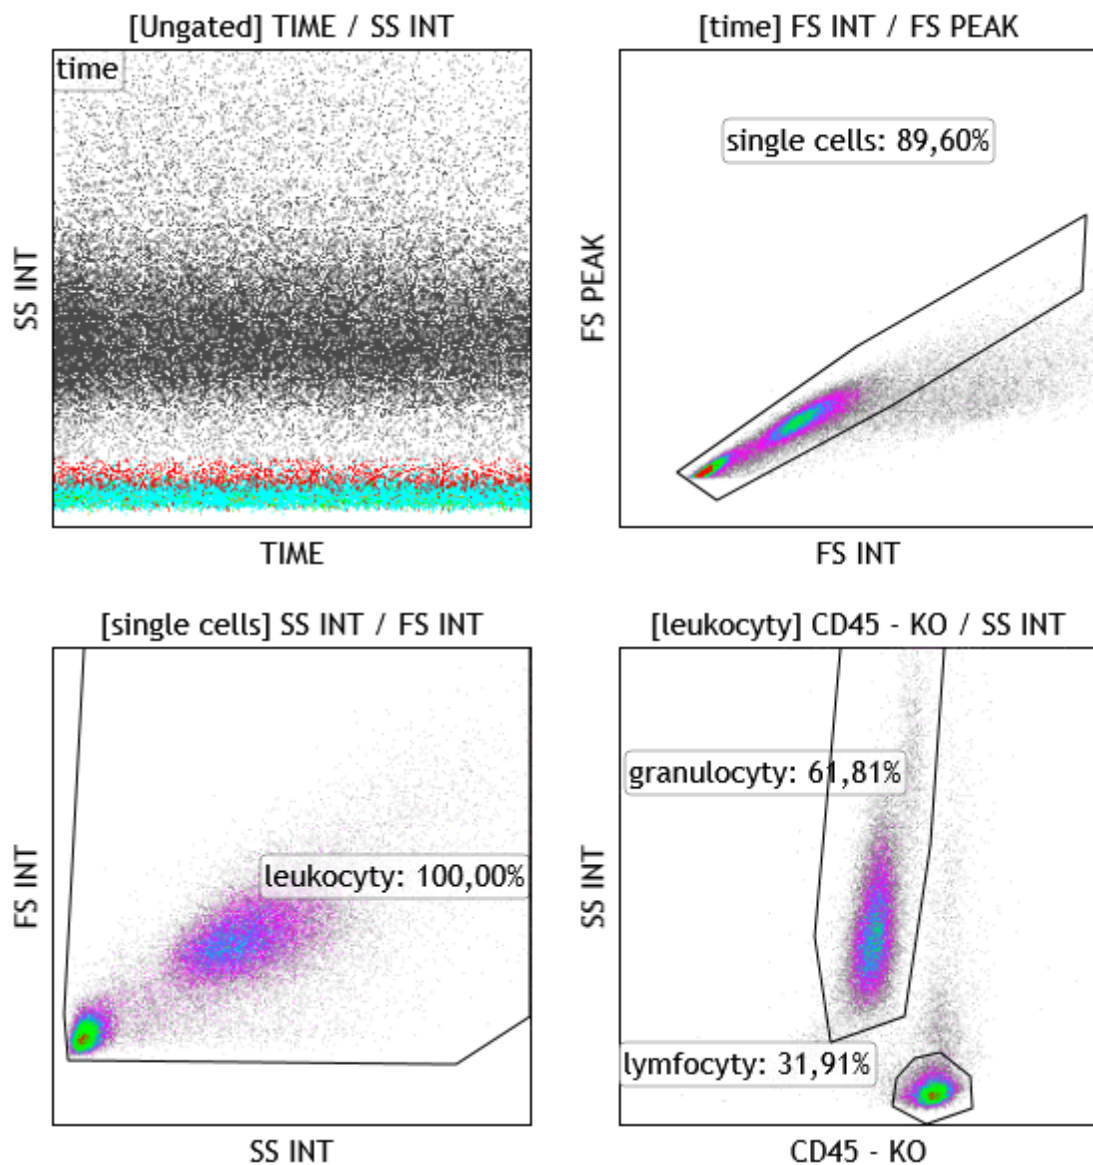 [Ungated] TIME / SS INT
time
SS INT
TIME
[time] FS INT / FS PEAK
single cells: 89,60%
FS PEAK
FS INT
[single cells] SS INT / FS INT
leukocyty: 100,00%
FS INT
SS INT
[leukocyty] CD45 - KO / SS INT
granulocyty: 61,81%
SS INT
lymfocyty: 31,91%
CD45 - KO